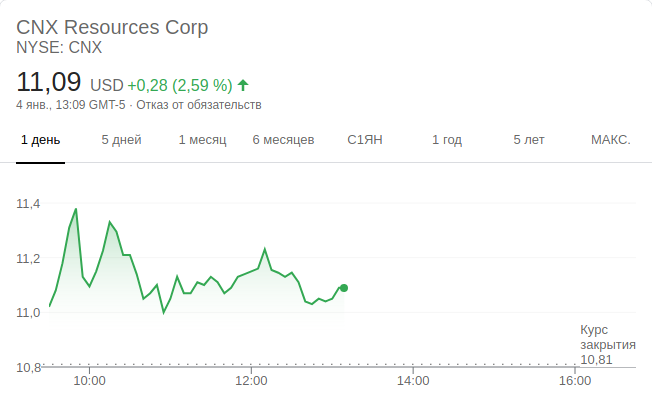 CNX Resources Corp
NYSE: CNX
11,09 USD +0,28 (2,59 %)
4 янв., 13:09 GMT-5 · Отказ от обязательств
1 день 5 дней 1 месяц 6 месяцев С1ЯН 1 год 5 лет МАКС.
11,4
11,2
11,0
Курс
закрытия
10,81
10,8
10:00 12:00 14:00 16:00